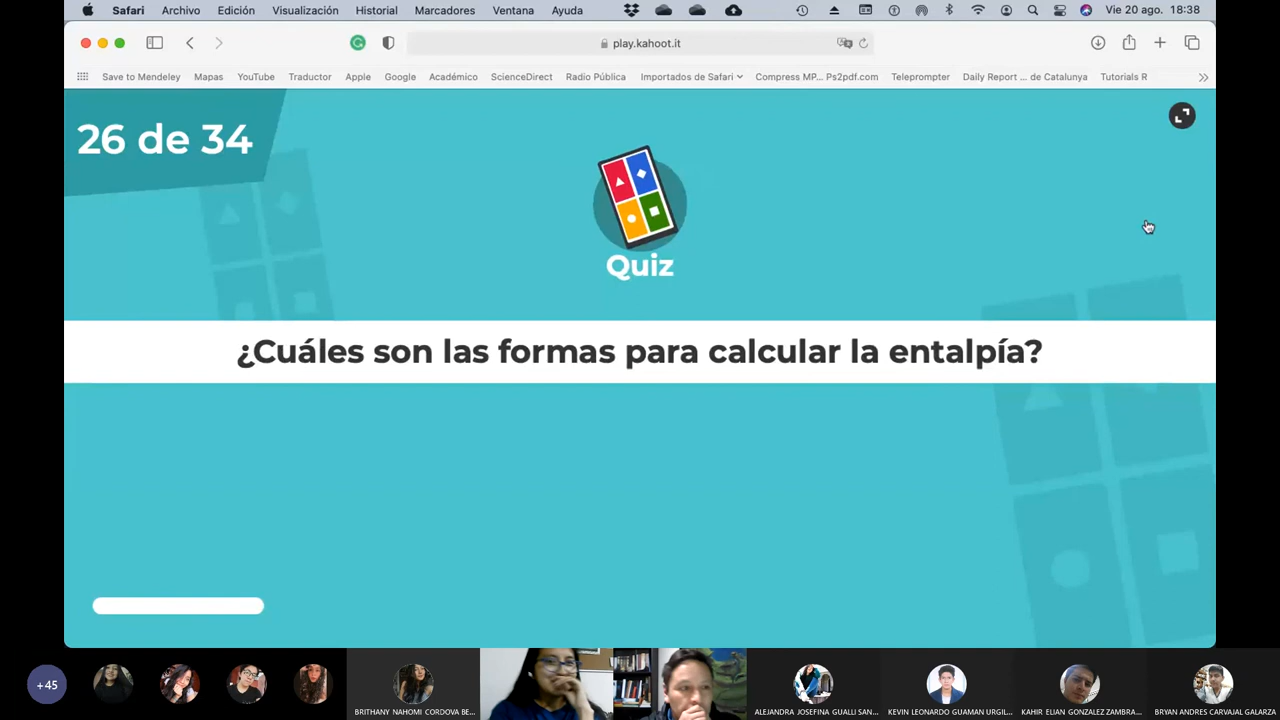 Safari Archivo Edición Visualización Historial Marcadores Ventana Ayuda Vie 20 ago. 18:38
play.kahoot.it
Save to Mendeley Mapas YouTube Traductor Apple Google Académico ScienceDirect Radio Pública Importados de Safari Compress MP... Ps2pdf.com Teleprompter Daily Report ... de Catalunya Tutorials R
26 de 34
Quiz
¿Cuáles son las formas para calcular la entalpía?
+45
BRITHANY NAHOMI CORDOVA BE...
ALEJANDRA JOSEFINA GUALLI SAN...
KEVIN LEONARDO GUAMAN URGIL...
KAHIR ELIAN GONZALEZ ZAMBRA...
BRYAN ANDRES CARVAJAL GALARZA